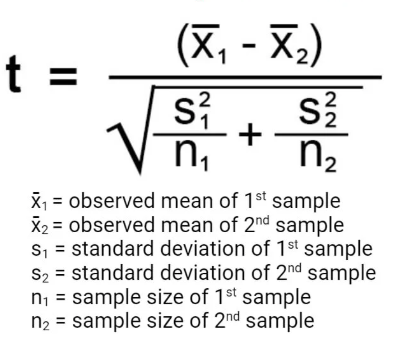 t = (x̄₁ - x̄₂) / √(s₁²/n₁ + s₂²/n₂)
x̄₁ = observed mean of 1ˢᵗ sample
x̄₂ = observed mean of 2ⁿᵈ sample
s₁ = standard deviation of 1ˢᵗ sample
s₂ = standard deviation of 2ⁿᵈ sample
n₁ = sample size of 1ˢᵗ sample
n₂ = sample size of 2ⁿᵈ sample